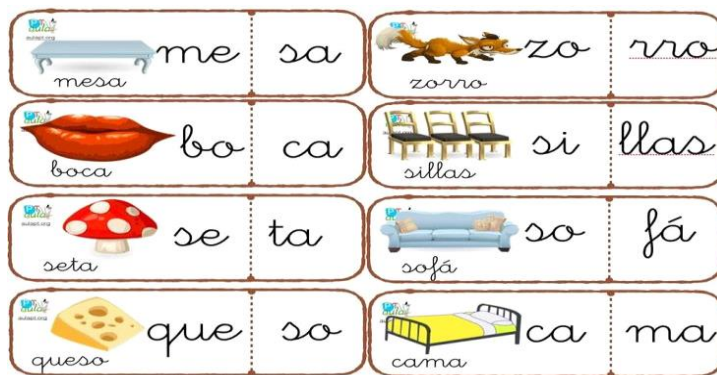 me sa
mesa
zo rro
zorro
bo ca
boca
si llas
sillas
se ta
seta
so fá
sofá
que so
queso
ca ma
cama